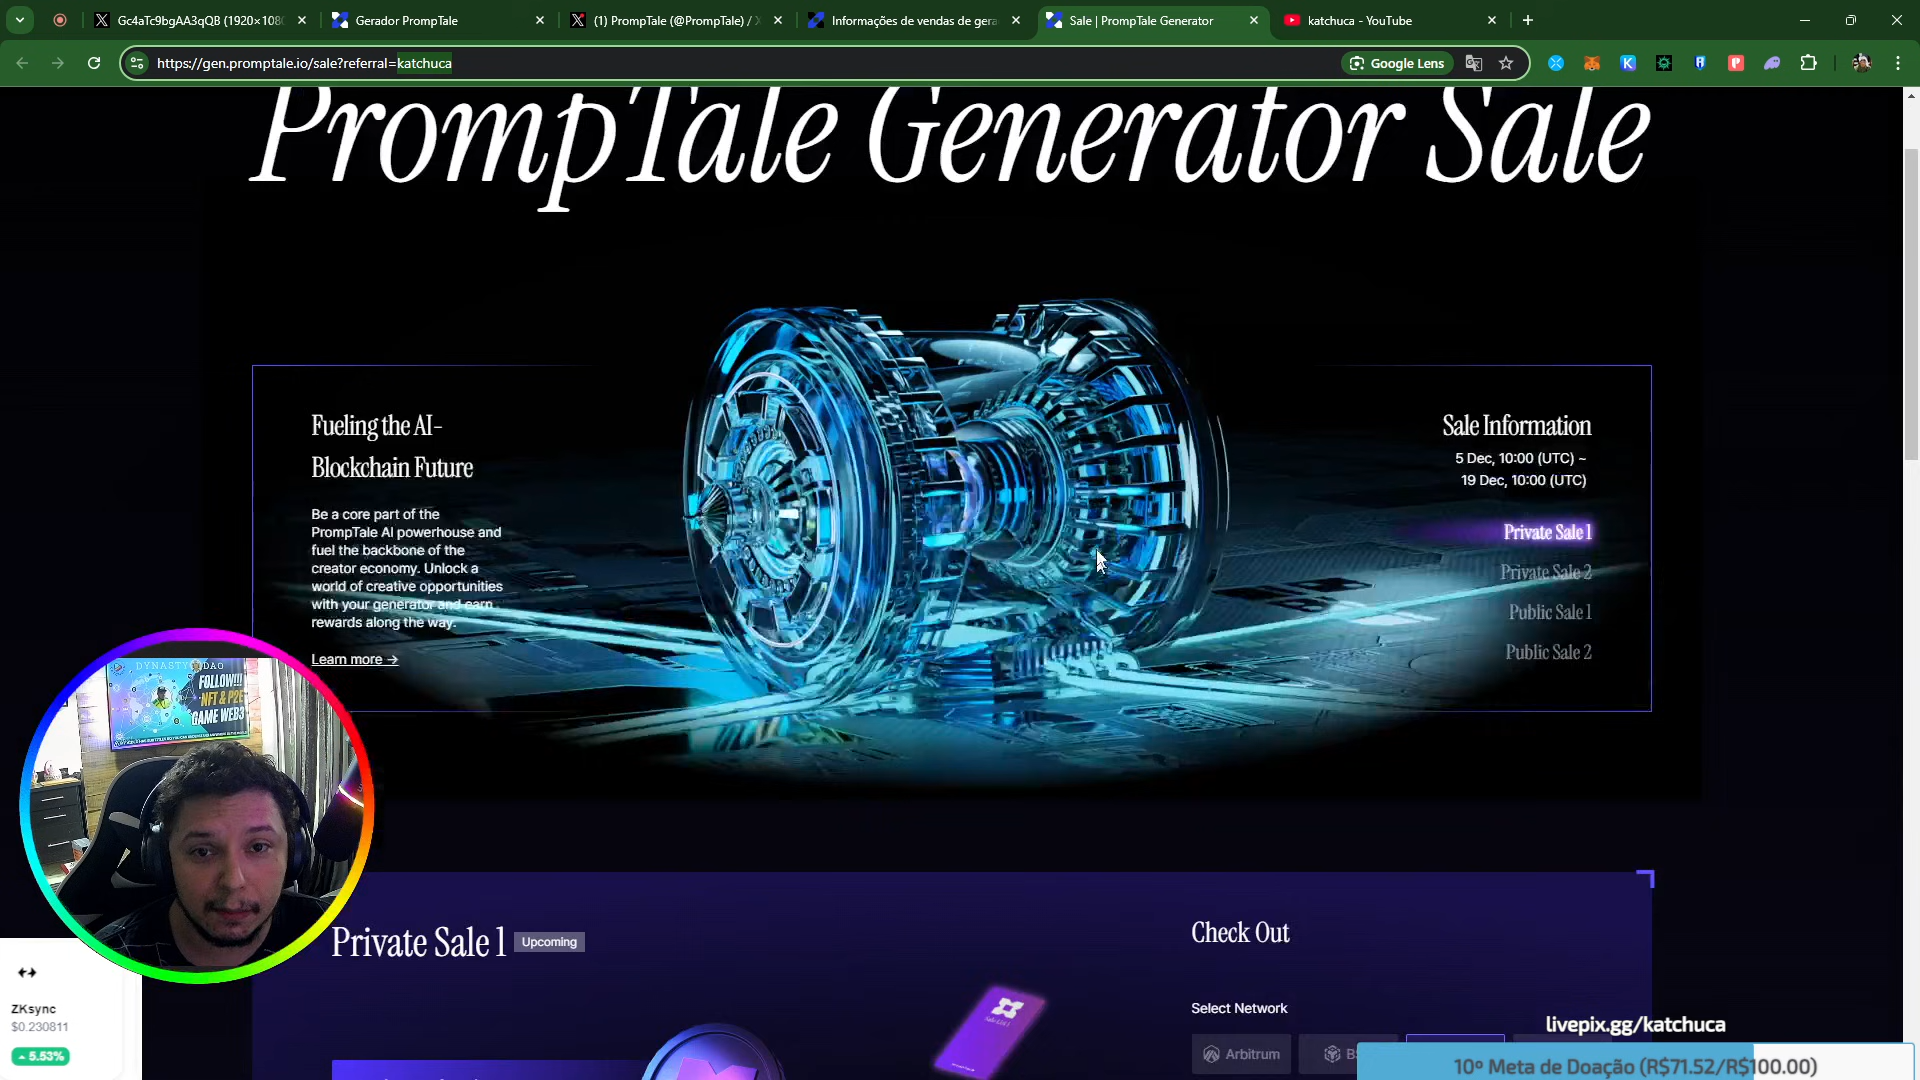 Gc4aTc9bgAA3qQB (1920×1080
Gerador PrompTale
(1) PrompTale (@PrompTale) / X
Informações de vendas de gera
Sale | PrompTale Generator
katchuca - YouTube
https://gen.promptale.io/sale?referral=katchuca
Google Lens
PrompTale Generator Sale
Fueling the AI-
Blockchain Future
Be a core part of the
PrompTale AI powerhouse and
fuel the backbone of the
creator economy. Unlock a
world of creative opportunities
with your generator and earn
rewards along the way.
Learn more →
Sale Information
5 Dec, 10:00 (UTC) ~
19 Dec, 10:00 (UTC)
Private Sale 1
Private Sale 2
Public Sale 1
Public Sale 2
DYNASTY DAO
FOLLOW!!!
NFT & P2E
GAME WEB3
Private Sale 1
Upcoming
Check Out
Select Network
Arbitrum
ZKsync
$0.230811
5.53%
livepix.gg/katchuca
10º Meta de Doação (R$71.52/R$100.00)